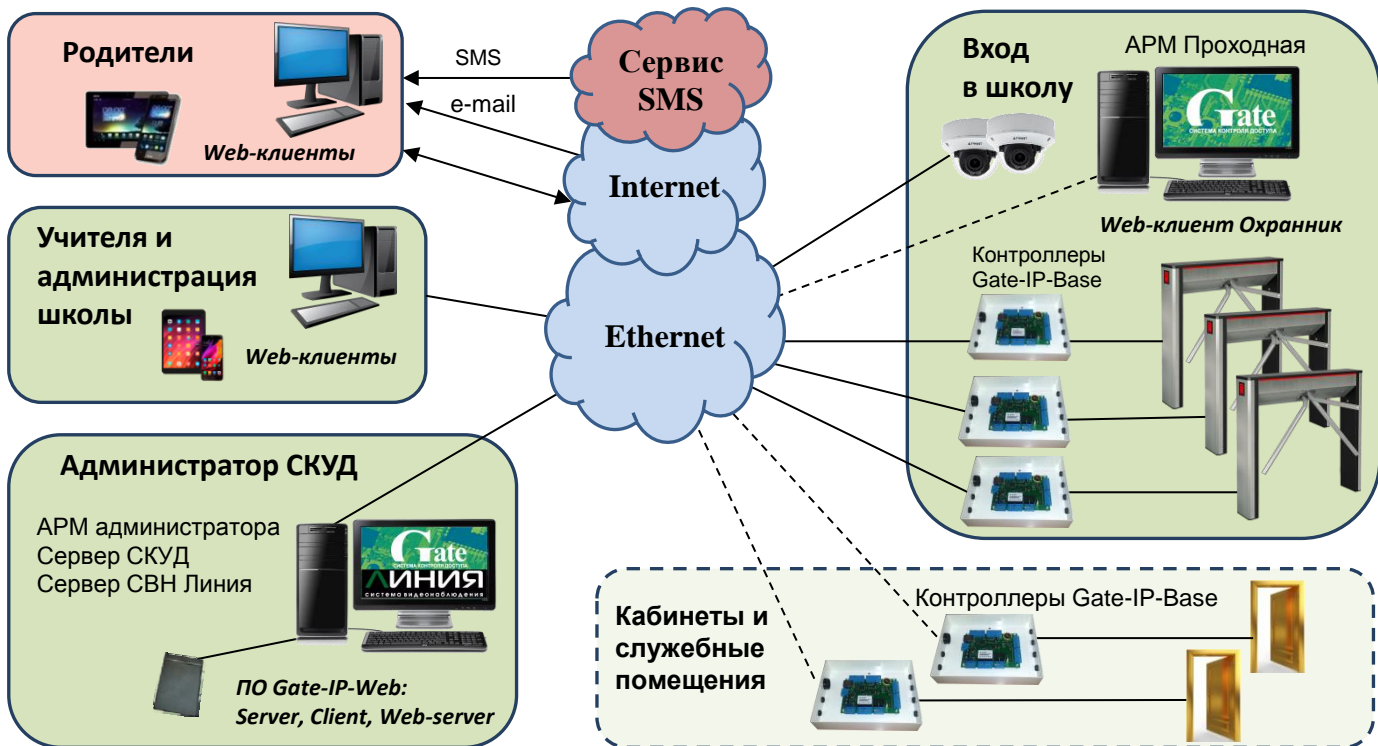 Родители
Web-клиенты
SMS
e-mail
Сервис
SMS
Internet
Ethernet
Учителя и
администрация
школы
Web-клиенты
Администратор СКУД
АРМ администратора
Сервер СКУД
Сервер СВН Линия
Gate
СИСТЕМА КОНТРОЛЯ ДОСТУПА
ЛИНИЯ
система видеонаблюдения
ПО Gate-IP-Web:
Server, Client, Web-server
Вход
в школу
АРМ Проходная
Gate
СИСТЕМА КОНТРОЛЯ ДОСТУПА
Web-клиент Охранник
Контроллеры
Gate-IP-Base
Кабинеты и
служебные
помещения
Контроллеры Gate-IP-Base